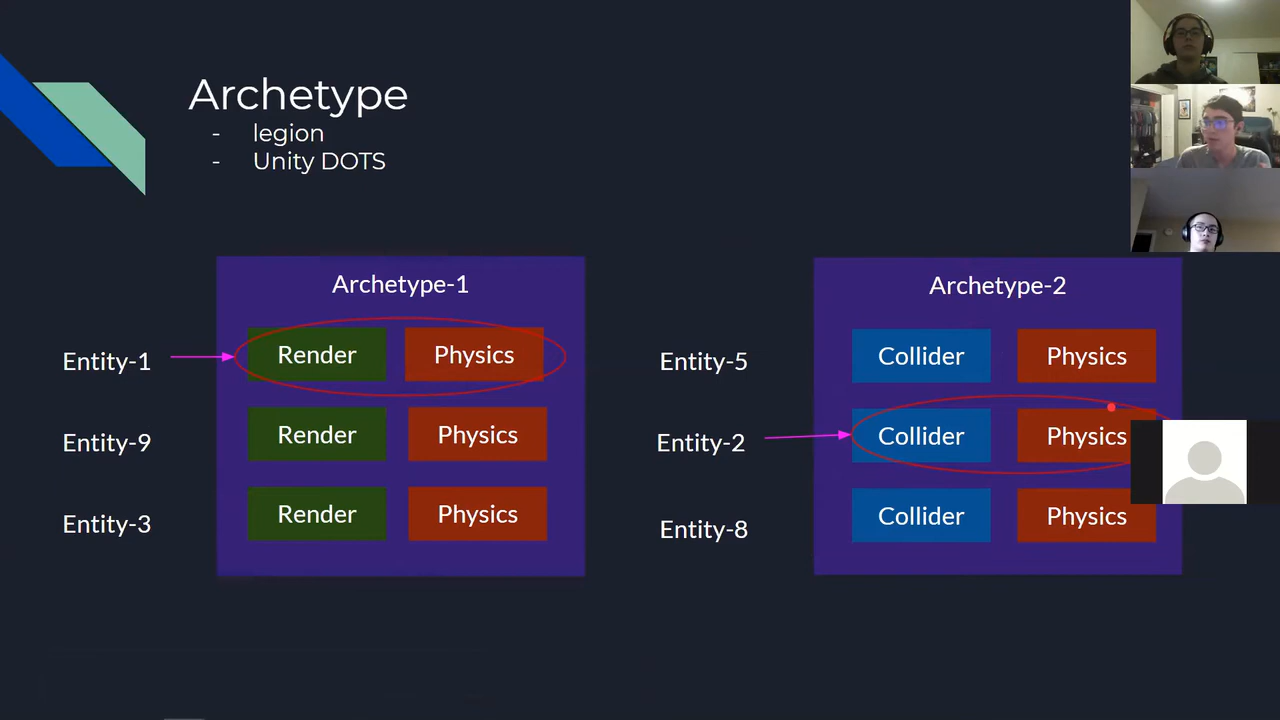 Archetype
- legion
- Unity DOTS
Archetype-1
Entity-1 Render Physics
Entity-9 Render Physics
Entity-3 Render Physics
Archetype-2
Entity-5 Collider Physics
Entity-2 Collider Physics
Entity-8 Collider Physics